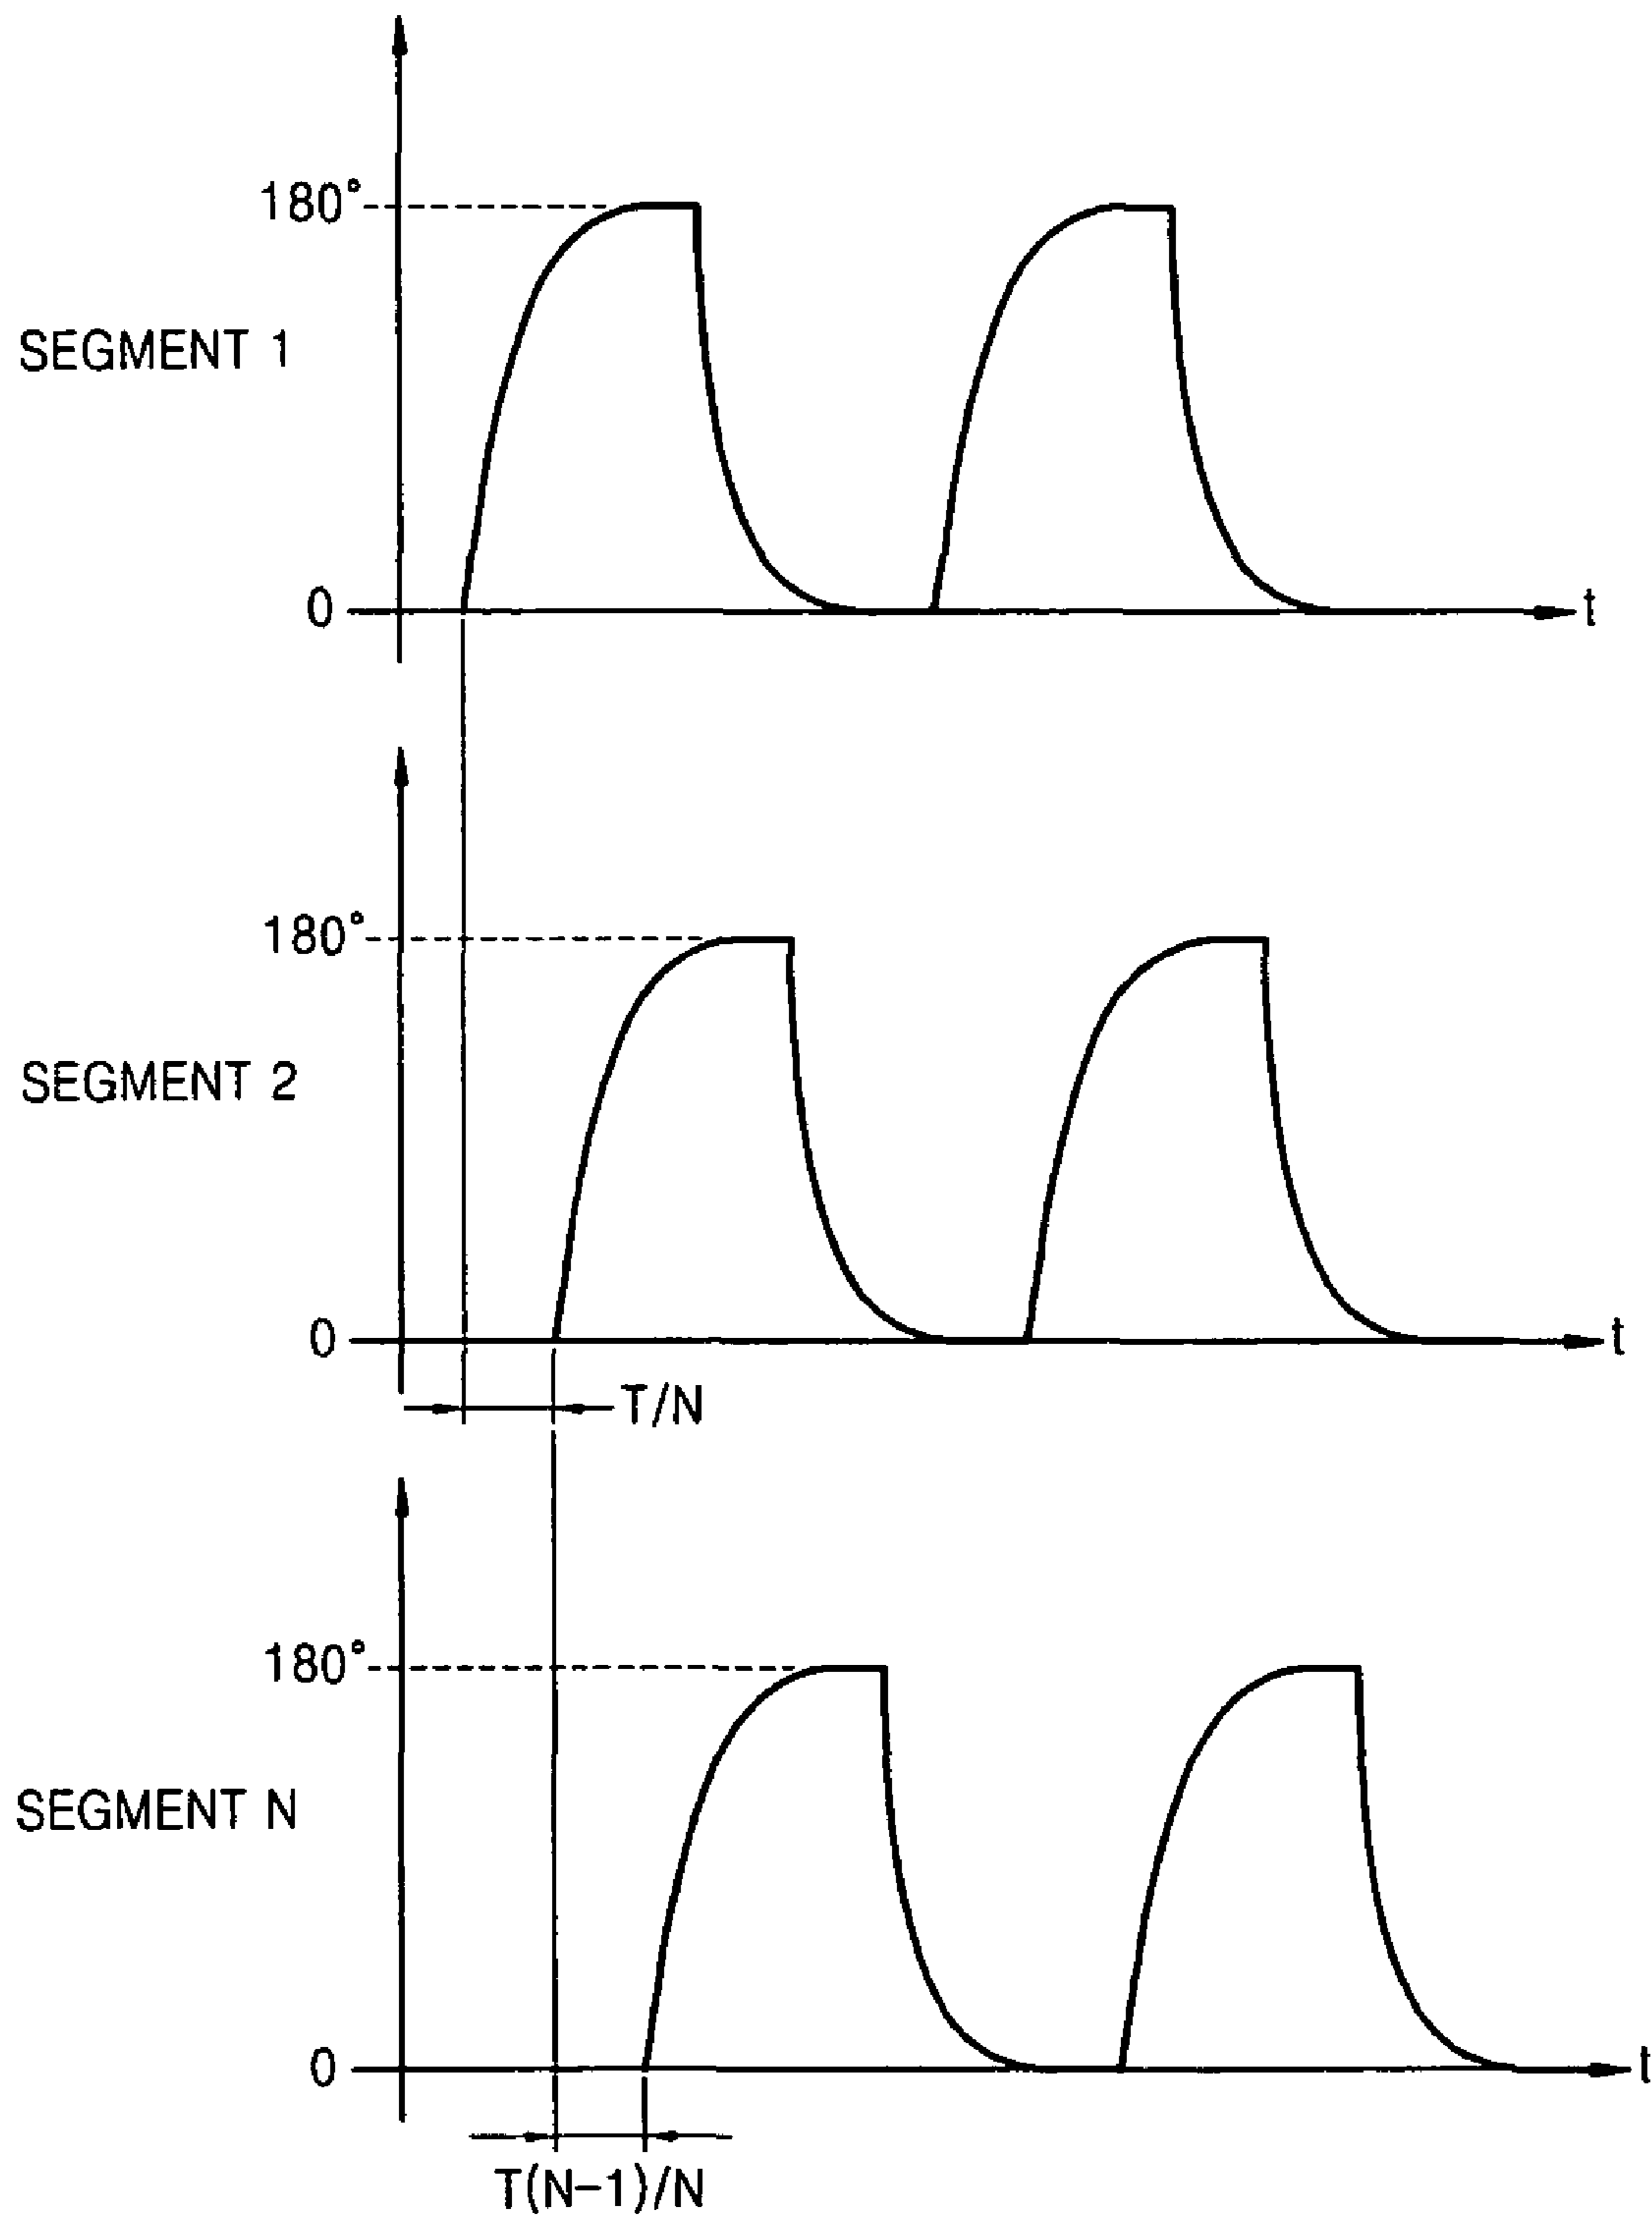 180°
SEGMENT 1
0
t
180°
SEGMENT 2
0
t
T/N
180°
SEGMENT N
0
t
T(N-1)/N